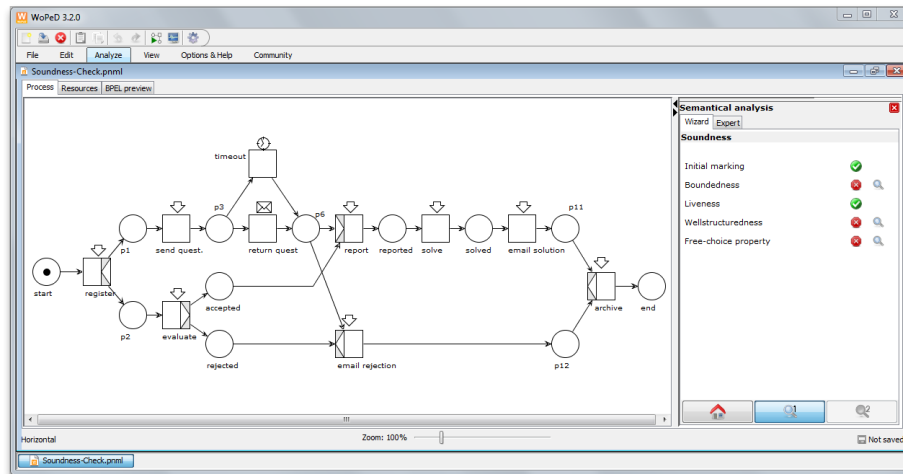 WoPeD 3.2.0
File Edit Analyze View Options & Help Community
Soundness-Check.pnml
Process Resources BPEL preview
Semantical analysis
Wizard Expert
Soundness
Initial marking
Boundedness
Liveness
Wellstructuredness
Free-choice property
timeout
p3
p6
p11
p1
send quest.
return quest
report
reported
solve
solved
email solution
start
register
accepted
archive
end
p2
evaluate
rejected
email rejection
p12
1
2
Horizontal
Zoom: 100%
Not saved
Soundness-Check.pnml